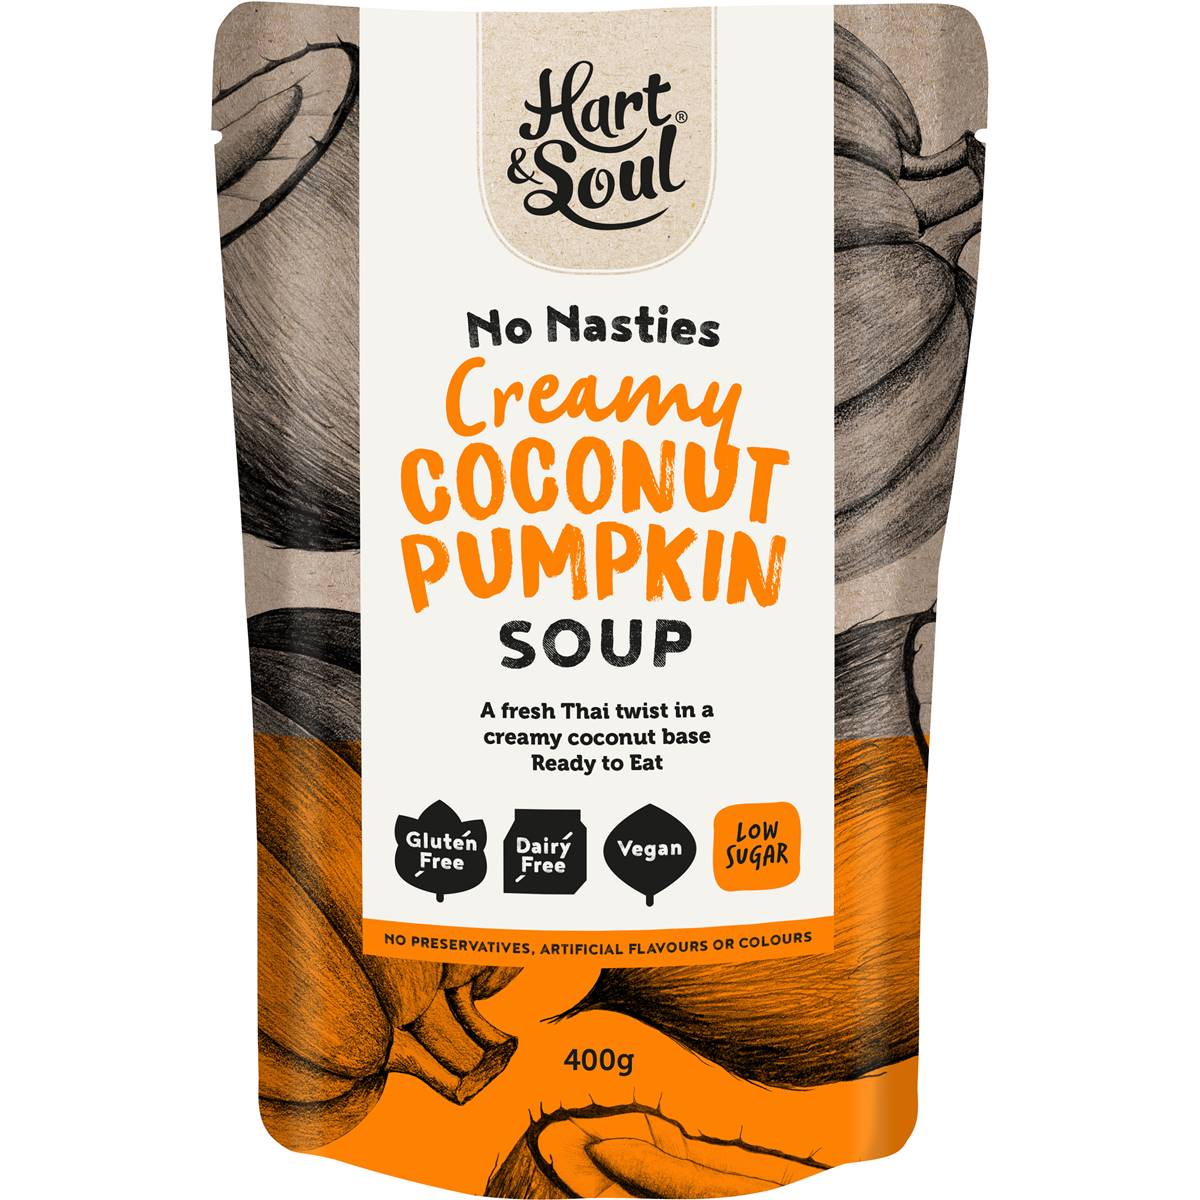 Hart®
& Soul
No Nasties
Creamy
COCONUT
PUMPKIN
SOUP
A fresh Thai twist in a
creamy coconut base
Ready to Eat
Gluten
Free
Dairy
Free
Vegan
LOW
SUGAR
NO PRESERVATIVES, ARTIFICIAL FLAVOURS OR COLOURS
400g